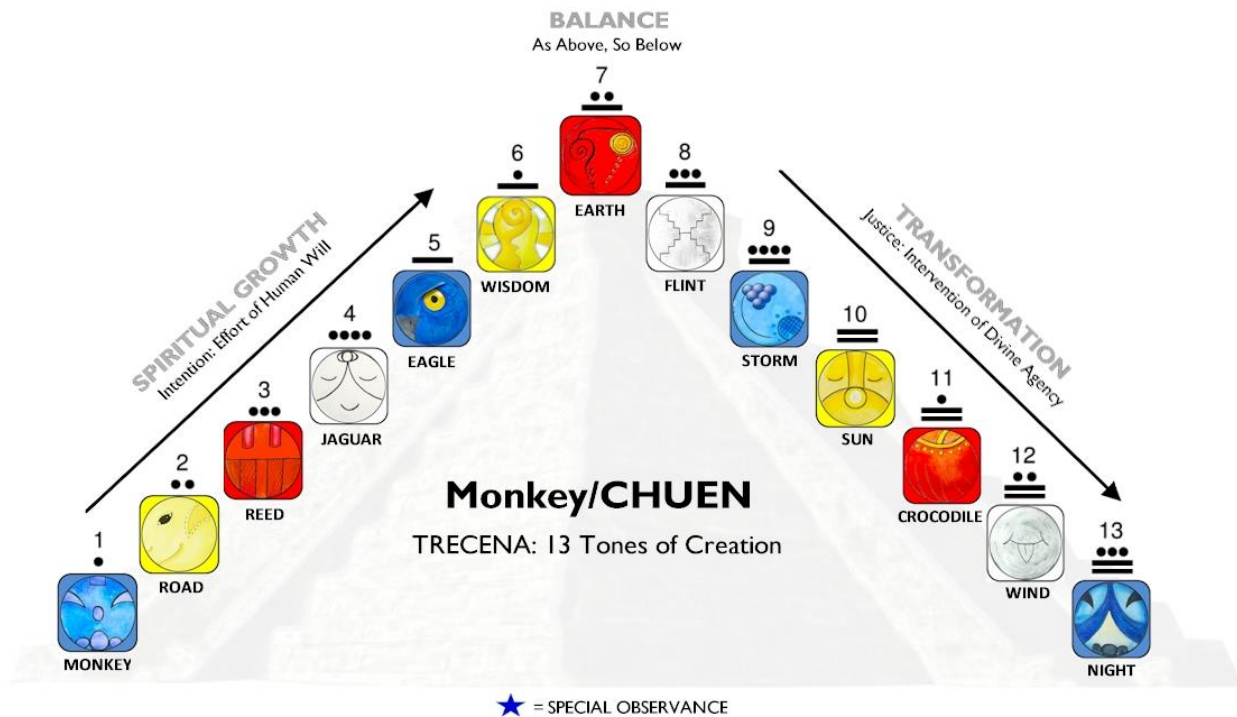 BALANCE
As Above, So Below
7
EARTH
6
WISDOM
8
FLINT
5
EAGLE
9
STORM
4
JAGUAR
10
SUN
3
REED
11
CROCODILE
2
ROAD
12
WIND
1
MONKEY
13
NIGHT
SPIRITUAL GROWTH
Intention: Effort of Human Will
TRANSFORMATION
Justice: Intervention of Divine Agency
Monkey/CHUEN
TRECENA: 13 Tones of Creation
= SPECIAL OBSERVANCE